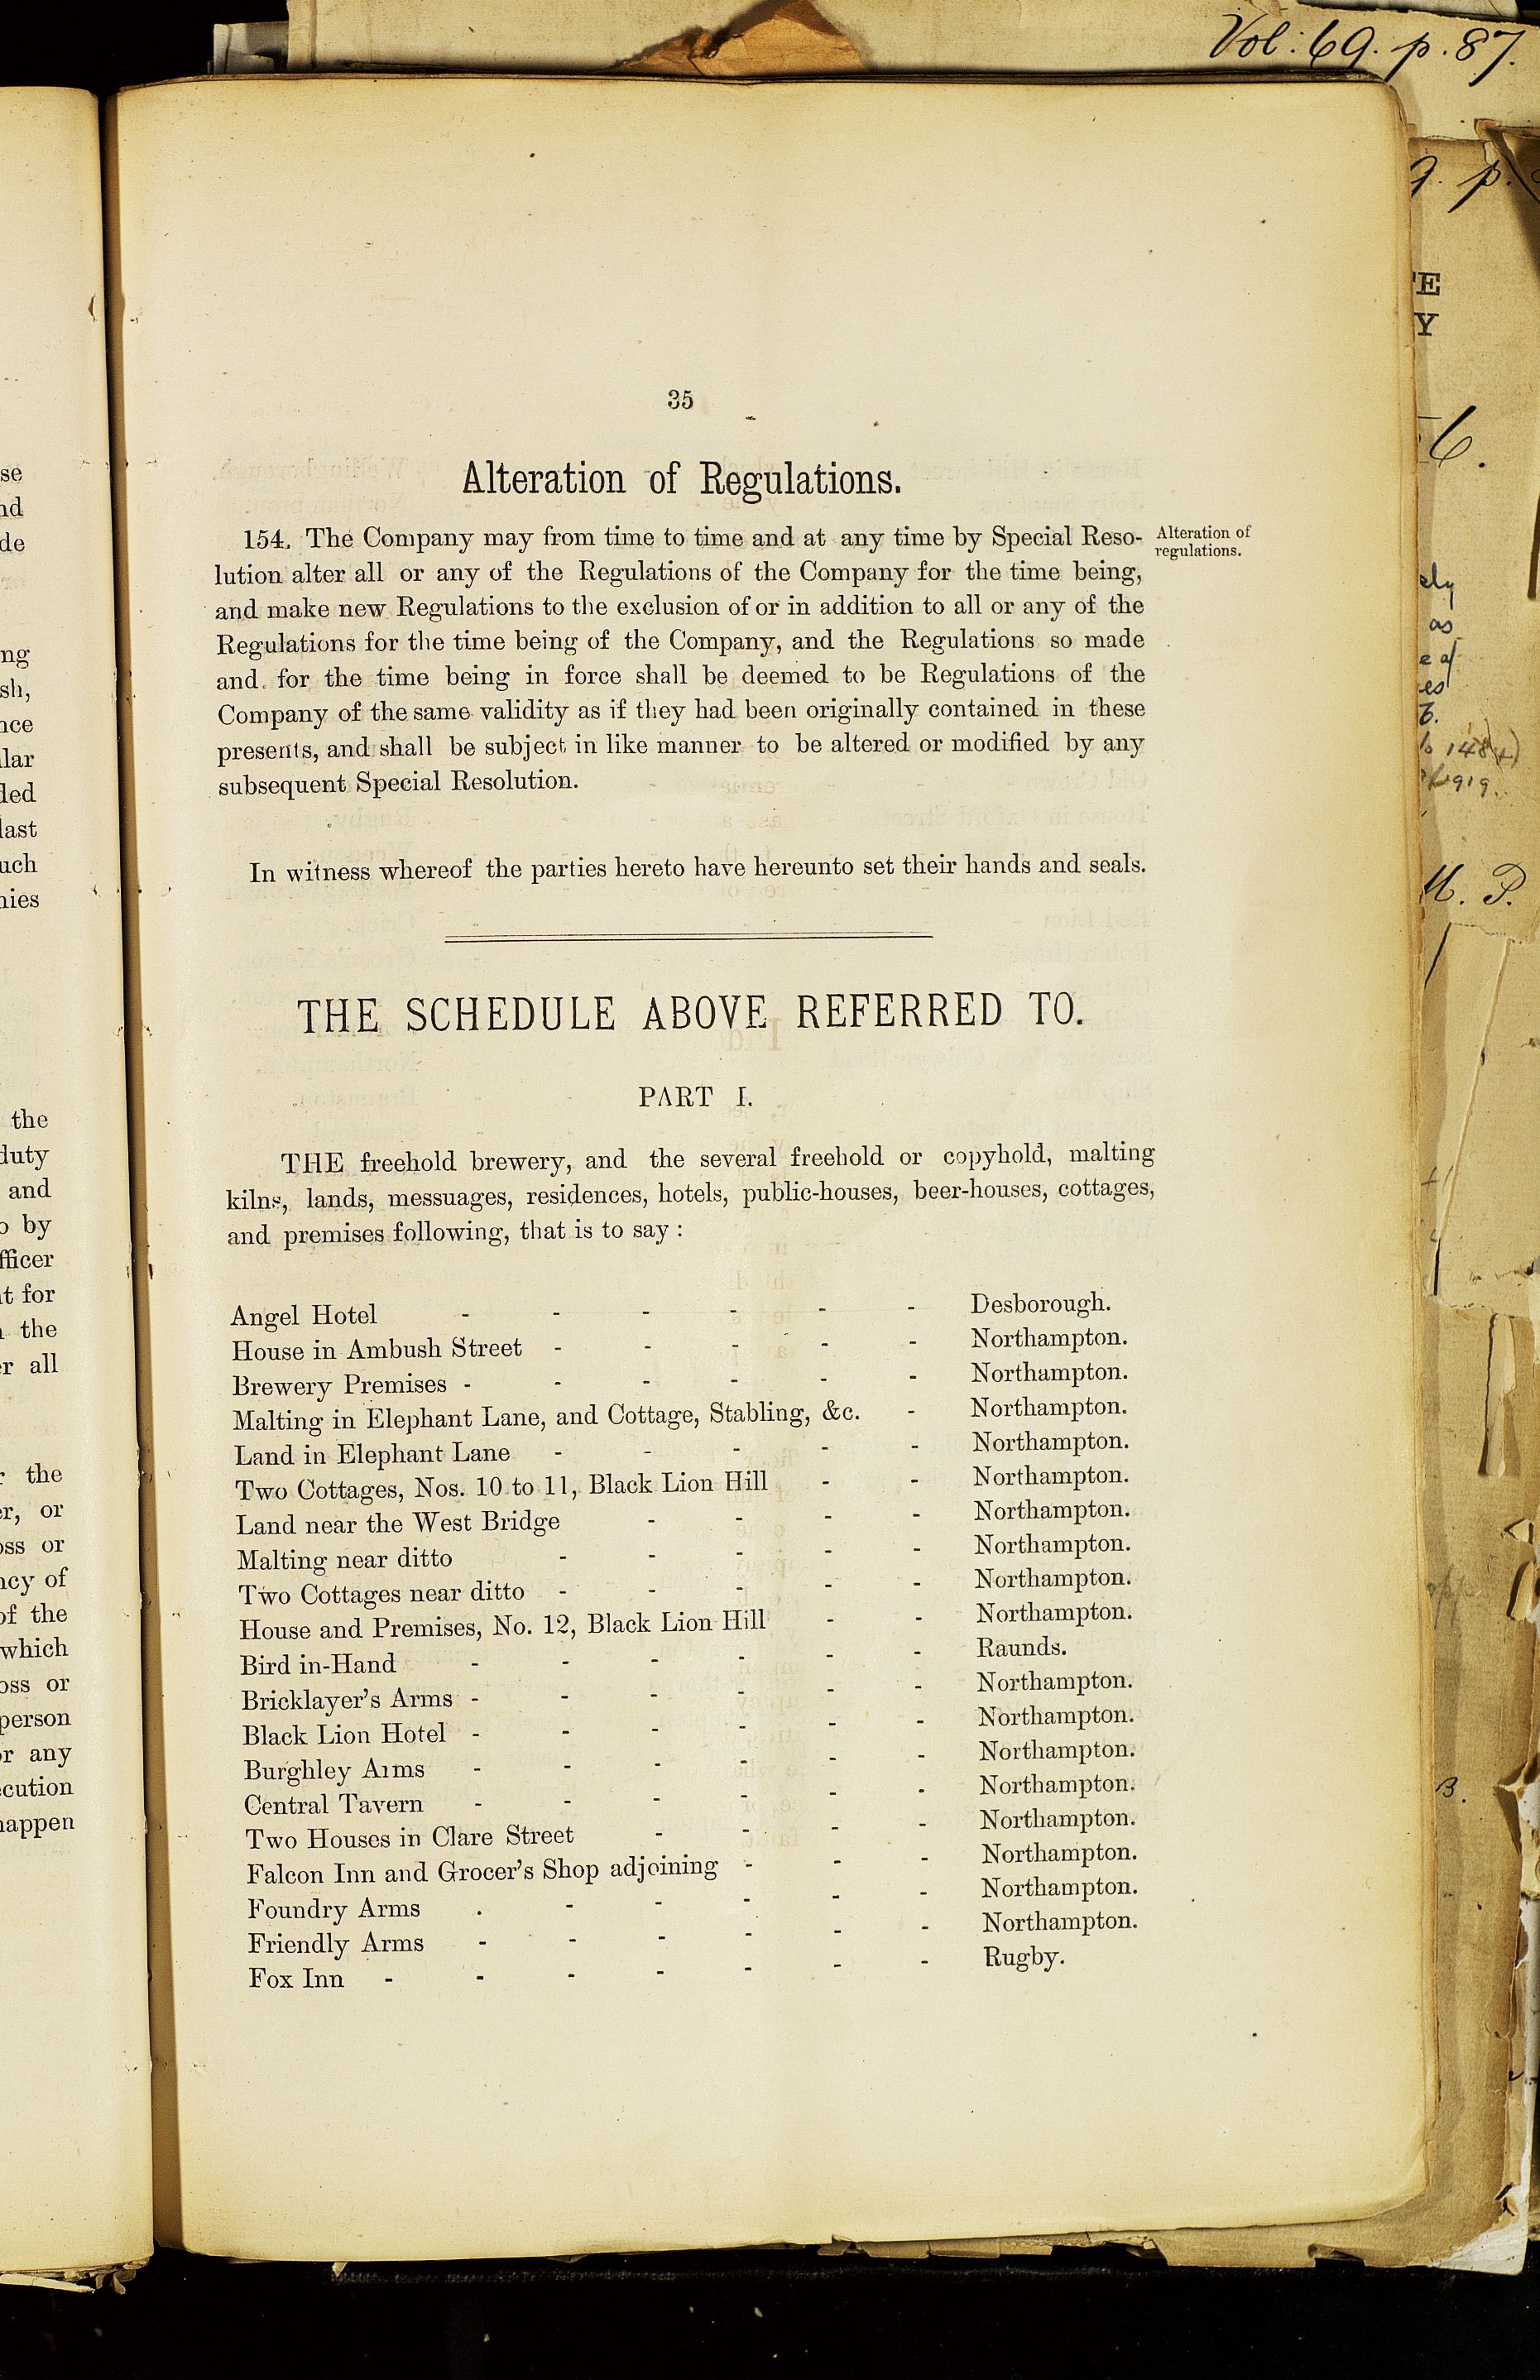 Vol: 69. p. 87.
35
Alteration of Regulations.
154. The Company may from time to time and at any time by Special Reso-
Alteration of
regulations.
lution alter all or any of the Regulations of the Company for the time being,
and make new Regulations to the exclusion of or in addition to all or any of the
Regulations for the time being of the Company, and the Regulations so made
and for the time being in force shall be deemed to be Regulations of the
Company of the same validity as if they had been originally contained in these
presents, and shall be subject in like manner to be altered or modified by any
subsequent Special Resolution.
In witness whereof the parties hereto have hereunto set their hands and seals.
THE SCHEDULE ABOVE REFERRED TO.
PART I.
THE freehold brewery, and the several freehold or copyhold, malting
kilns, lands, messuages, residences, hotels, public-houses, beer-houses, cottages,
and premises following, that is to say :
Angel Hotel - - - - - - Desborough.
House in Ambush Street - - - - - Northampton.
Brewery Premises - - - - - - Northampton.
Malting in Elephant Lane, and Cottage, Stabling, &c. - Northampton.
Land in Elephant Lane - - - - - Northampton.
Two Cottages, Nos. 10 to 11, Black Lion Hill - - Northampton.
Land near the West Bridge - - - - Northampton.
Malting near ditto - - - - - Northampton.
Two Cottages near ditto - - - - - Northampton.
House and Premises, No. 12, Black Lion Hill - - Northampton.
Bird in-Hand - - - - - - Raunds.
Bricklayer's Arms - - - - - - Northampton.
Black Lion Hotel - - - - - - Northampton.
Burghley Arms - - - - - - Northampton.
Central Tavern - - - - - - Northampton.
Two Houses in Clare Street - - - - Northampton.
Falcon Inn and Grocer's Shop adjoining - - - Northampton.
Foundry Arms . - - - - - Northampton.
Friendly Arms - - - - - - Northampton.
Fox Inn - - - - - - - Rugby.